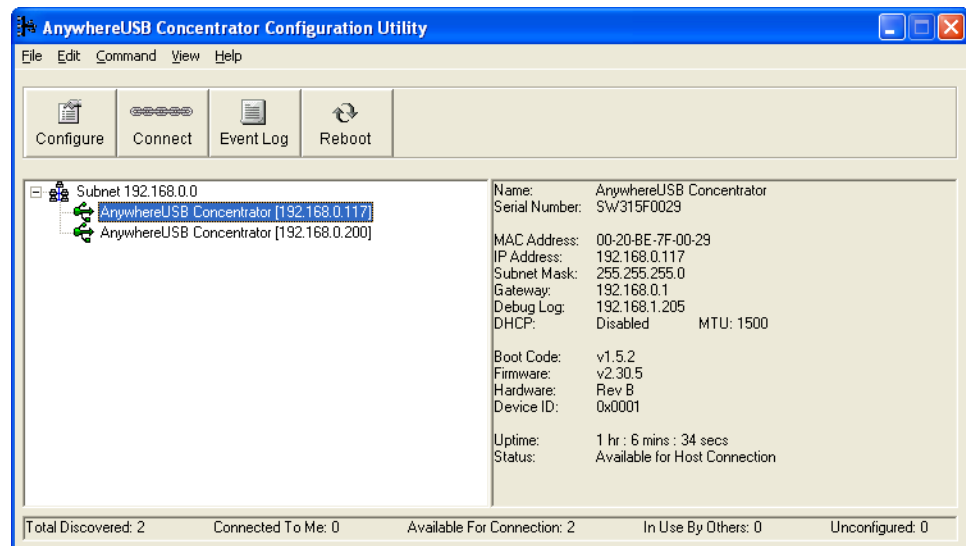 AnywhereUSB Concentrator Configuration Utility
File Edit Command View Help
Configure Connect Event Log Reboot
Subnet 192.168.0.0
AnywhereUSB Concentrator [192.168.0.117]
AnywhereUSB Concentrator [192.168.0.200]
Name: AnywhereUSB Concentrator
Serial Number: SW315F0029
MAC Address: 00-20-BE-7F-00-29
IP Address: 192.168.0.117
Subnet Mask: 255.255.255.0
Gateway: 192.168.0.1
Debug Log: 192.168.1.205
DHCP: Disabled MTU: 1500
Boot Code: v1.5.2
Firmware: v2.30.5
Hardware: Rev B
Device ID: 0x0001
Uptime: 1 hr : 6 mins : 34 secs
Status: Available for Host Connection
Total Discovered: 2 Connected To Me: 0 Available For Connection: 2 In Use By Others: 0 Unconfigured: 0